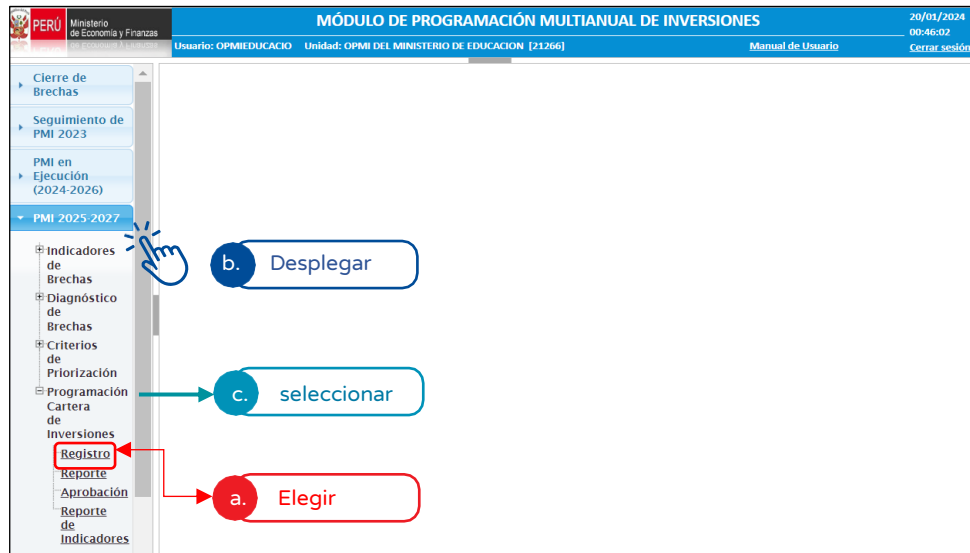 PERÚ
Ministerio
de Economía y Finanzas
MÓDULO DE PROGRAMACIÓN MULTIANUAL DE INVERSIONES
20/01/2024
00:46:02
Usuario: OPMIEDUCACIO Unidad: OPMI DEL MINISTERIO DE EDUCACION [21266]
Manual de Usuario
Cerrar sesión
Cierre de
Brechas
Seguimiento de
PMI 2023
PMI en
Ejecución
(2024-2026)
PMI 2025-2027
Indicadores
de
Brechas
Diagnóstico
de
Brechas
Criterios
de
Priorización
Programación
Cartera
de
Inversiones
Registro
Reporte
Aprobación
Reporte
de
Indicadores
b. Desplegar
c. seleccionar
a. Elegir